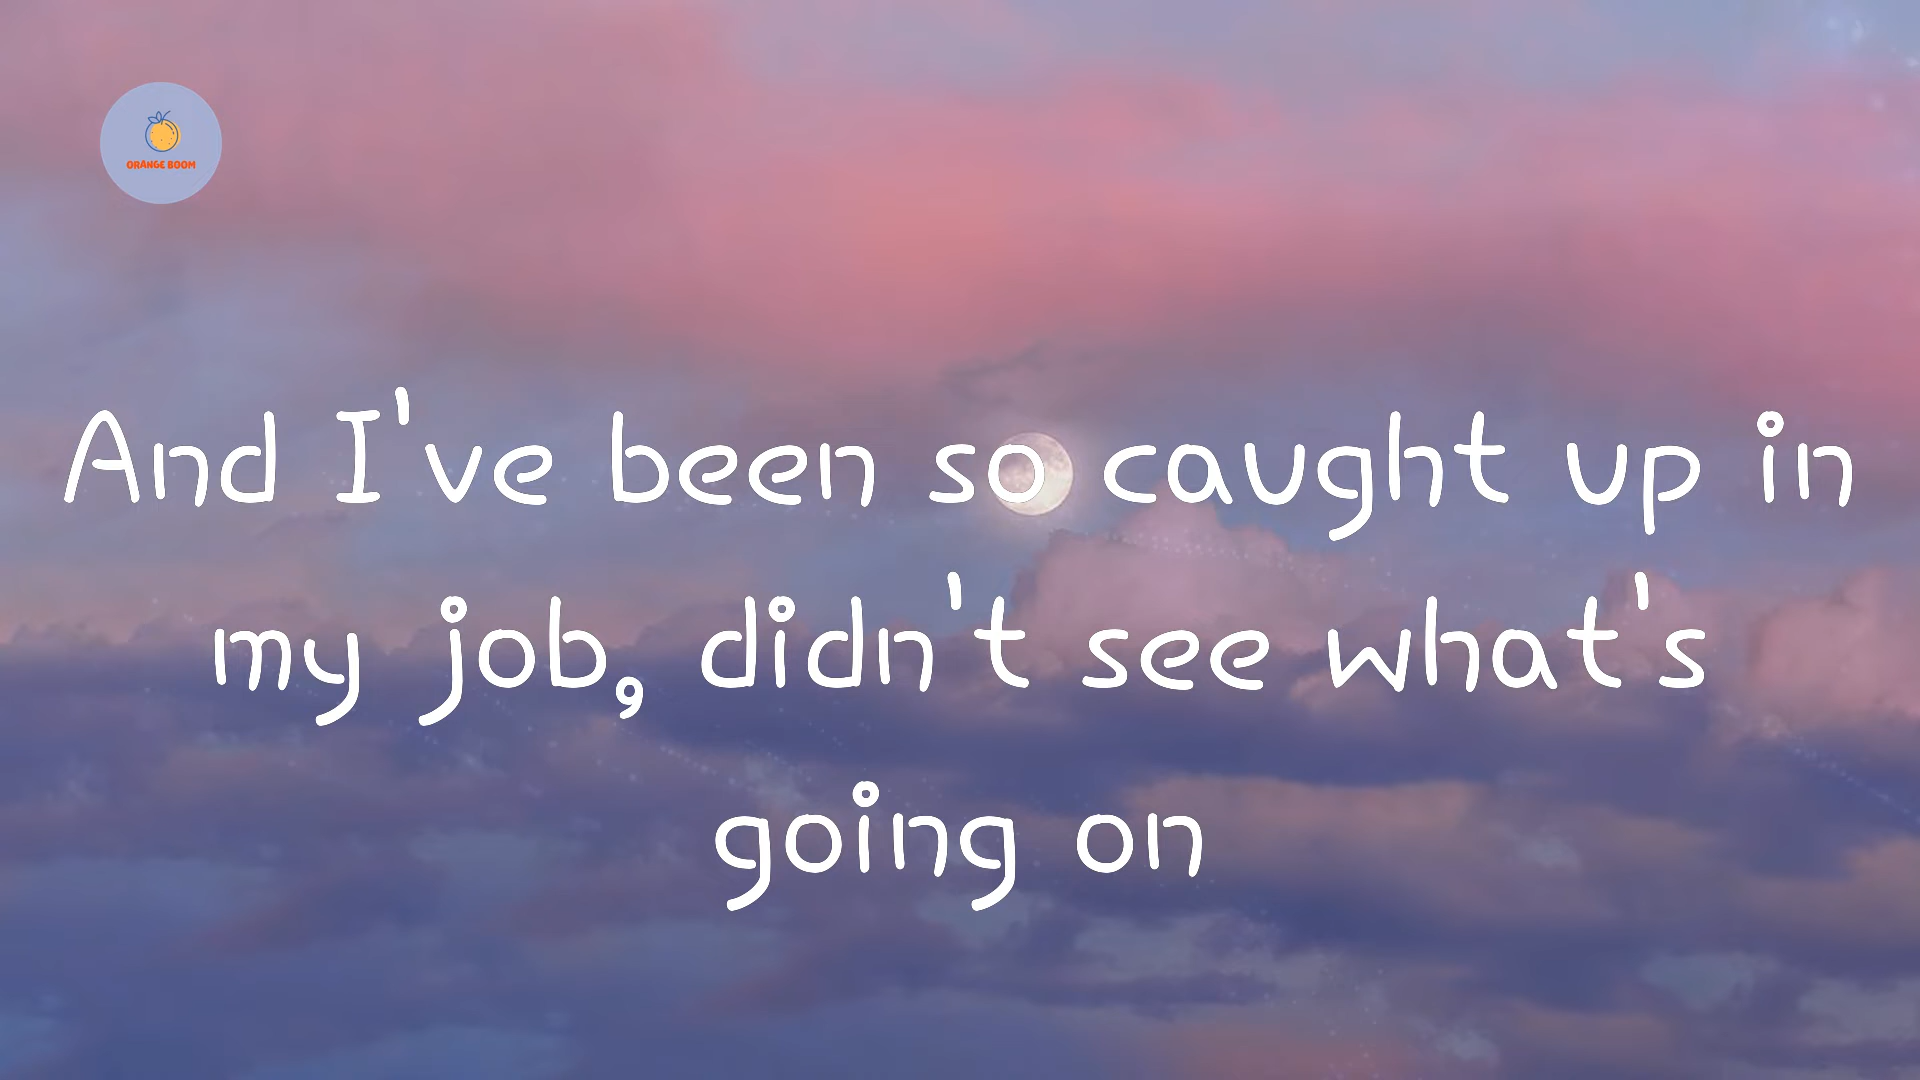 ORANGE BOOM
And I've been so caught up in
my job, didn't see what's
going on